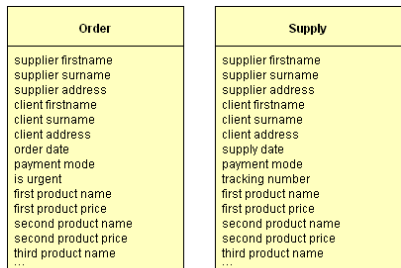 Order
supplier firstname
supplier surname
supplier address
client firstname
client surname
client address
order date
payment mode
is urgent
first product name
first product price
second product name
second product price
third product name
...
Supply
supplier firstname
supplier surname
supplier address
client firstname
client surname
client address
supply date
payment mode
tracking number
first product name
first product price
second product name
second product price
third product name
...